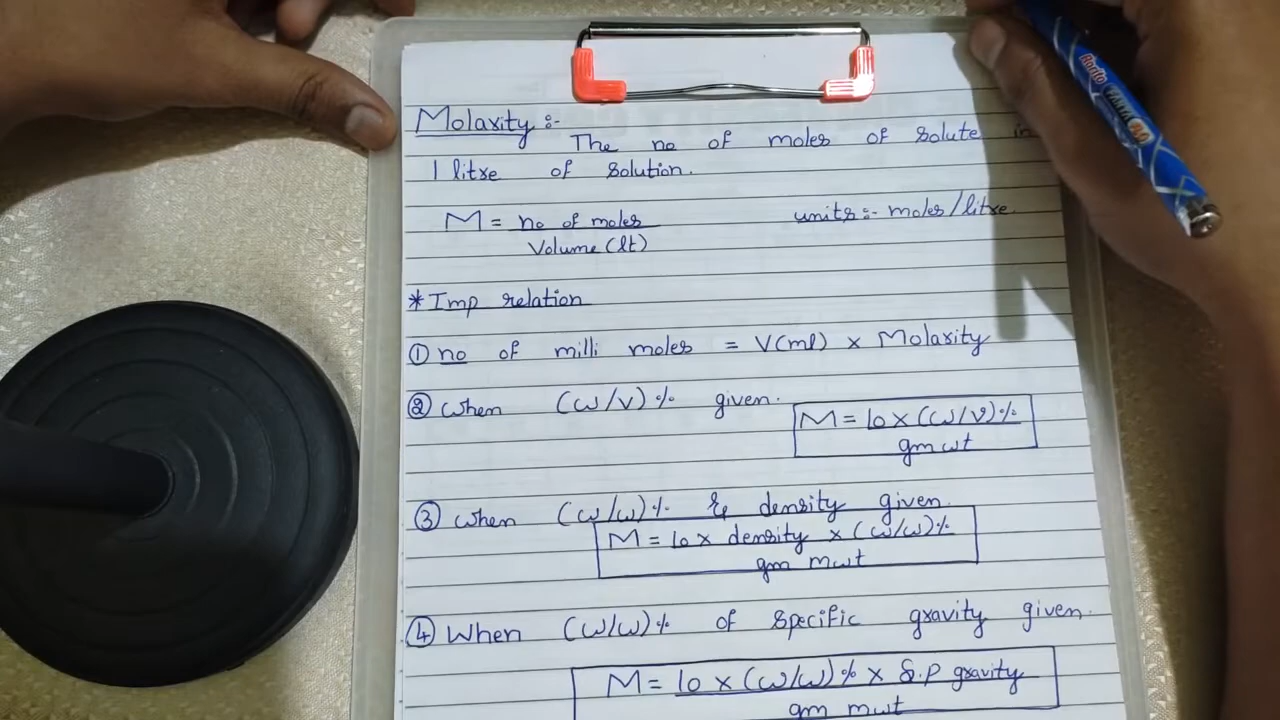 Molarity :-
The no of moles of solute in
1 litre of solution.
M = no of moles / Volume (lt)
units :- moles/litre.
* Imp relation
① no of milli moles = V(ml) × Molarity
② When (w/v)% given.
M = 10 × (w/v)% / gm wt
③ When (w/w)% & density given.
M = 10 × density × (w/w)% / gm mwt
④ When (w/w)% of specific gravity given.
M = 10 × (w/w)% × S.P gravity / gm mwt